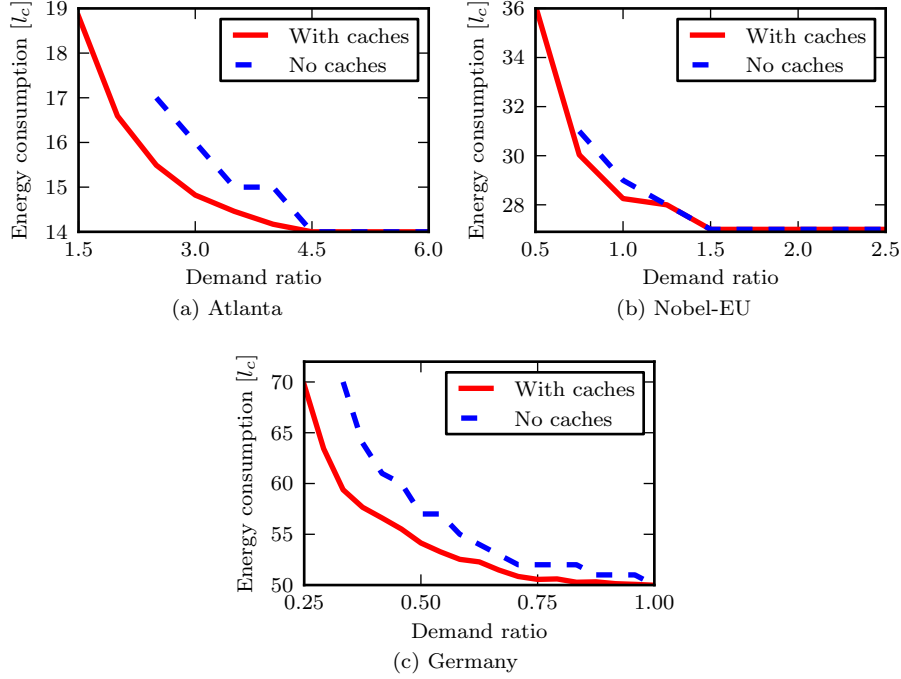 19
18
17
16
15
14
Energy consumption [l_c]
With caches
No caches
1.5 3.0 4.5 6.0
Demand ratio
(a) Atlanta
36
34
32
30
28
Energy consumption [l_c]
With caches
No caches
0.5 1.0 1.5 2.0 2.5
Demand ratio
(b) Nobel-EU
70
65
60
55
50
Energy consumption [l_c]
With caches
No caches
0.25 0.50 0.75 1.00
Demand ratio
(c) Germany